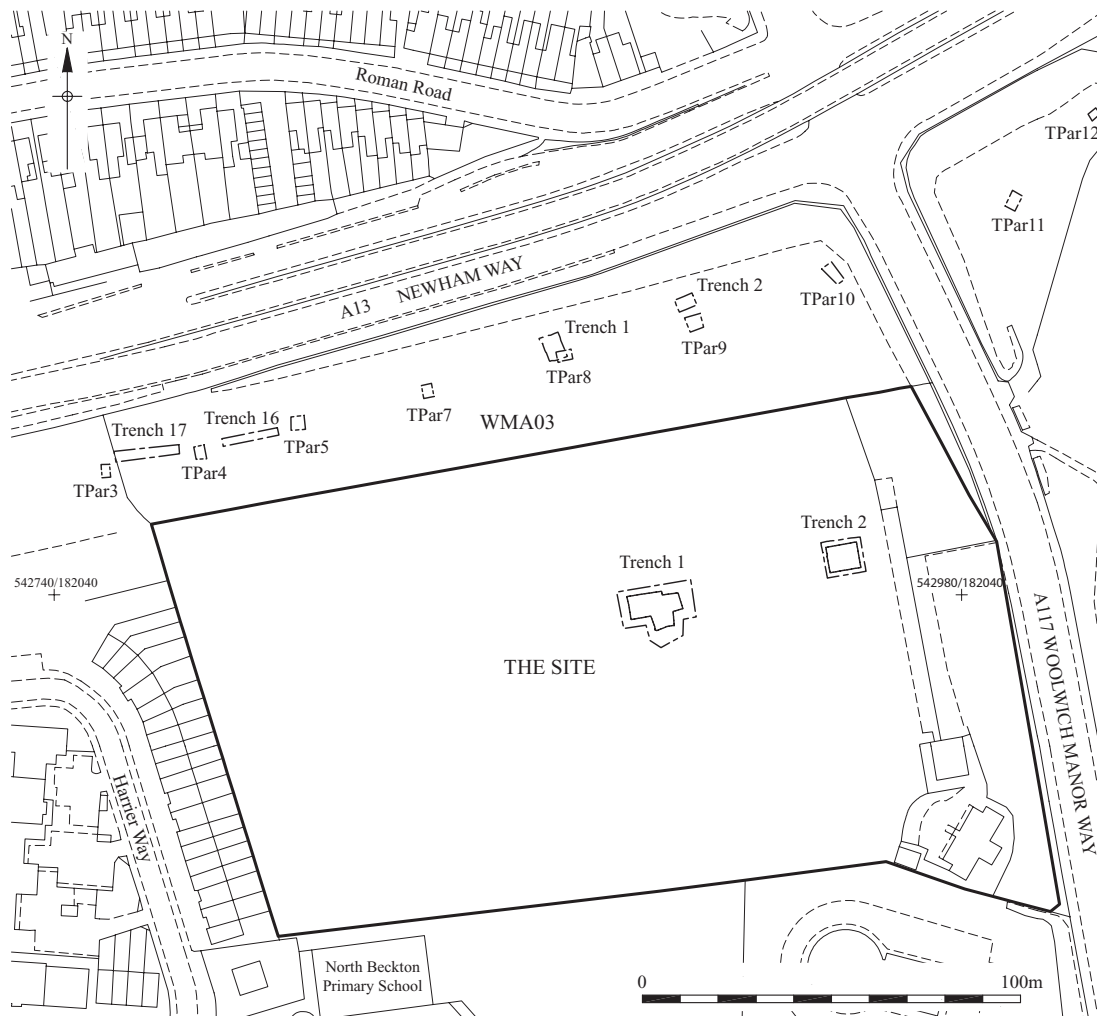 N
Roman Road
TPar12
TPar11
A13 NEWHAM WAY
TPar10
Trench 2
TPar9
Trench 1
TPar8
TPar7
WMA03
Trench 16
TPar5
Trench 17
TPar4
TPar3
Trench 2
Trench 1
542740/182040
542980/182040
THE SITE
A117 WOOLWICH MANOR WAY
Harrier Way
North Beckton
Primary School
0
100m